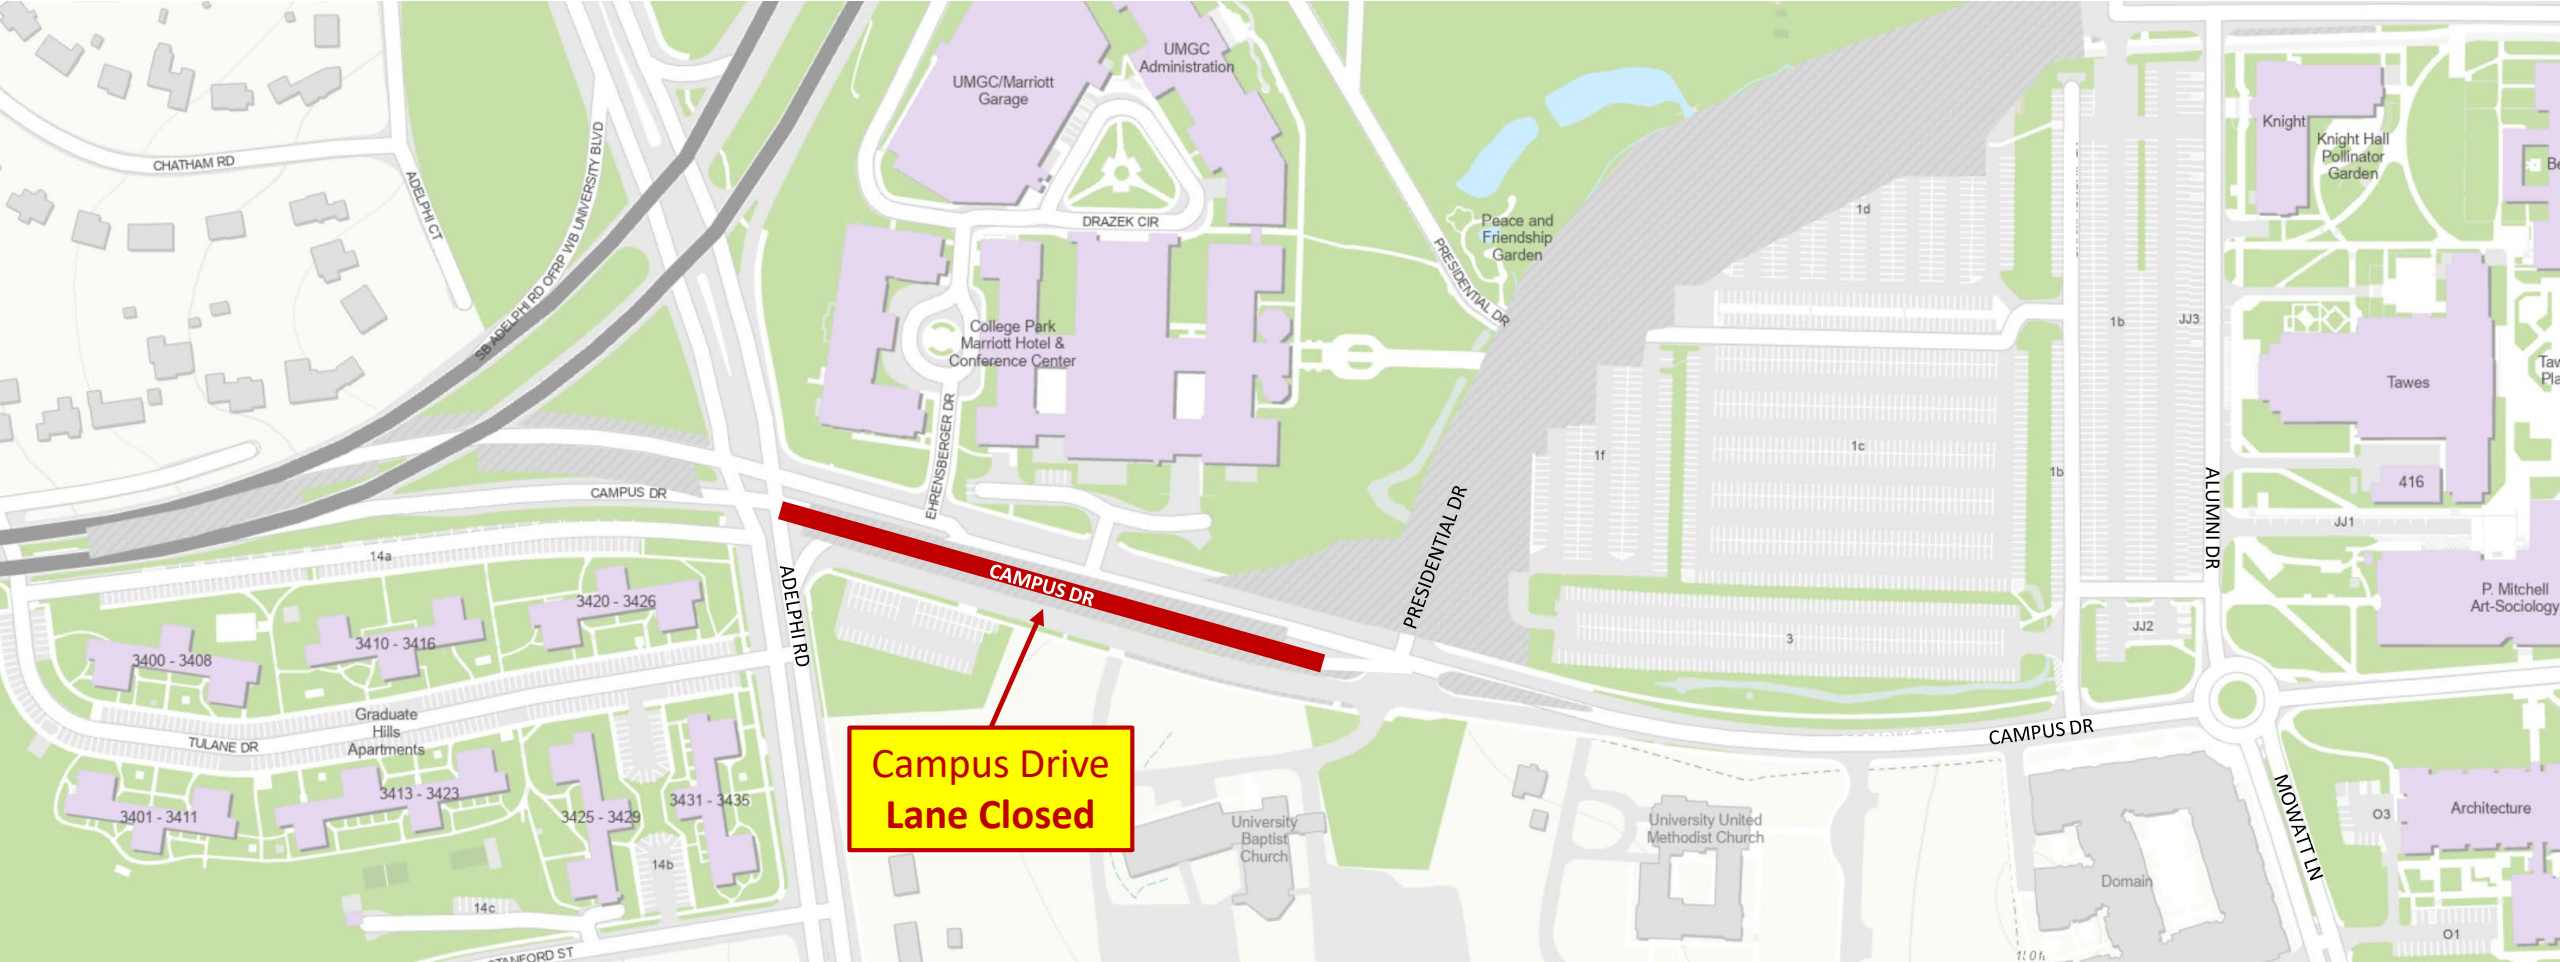 UMGC
Administration
UMGC/Marriott
Garage
CHATHAM RD
ADELPHI CT
SB ADELPHI RD OFRP WB UNIVERSITY BLVD
DRAZEK CIR
PRESIDENTIAL DR
Peace and
Friendship
Garden
1d
Knight
Knight Hall
Pollinator
Garden
Be
College Park
Marriott Hotel &
Conference Center
EHRENSBERGER DR
1b
JJ3
Tawes
Taw
Pla
1f
1c
1b
416
ALUMNI DR
JJ1
CAMPUS DR
PRESIDENTIAL DR
14a
ADELPHI RD
CAMPUS DR
3420 - 3426
3410 - 3416
3400 - 3408
P. Mitchell
Art-Sociology
3
JJ2
Graduate
Hills
Apartments
TULANE DR
CAMPUS DR
Campus Drive
Lane Closed
3413 - 3423
3401 - 3411
3425 - 3429
3431 - 3435
University
Baptist
Church
University United
Methodist Church
MOWATT LN
O3
Architecture
14b
Domain
14c
O1
STANFORD ST